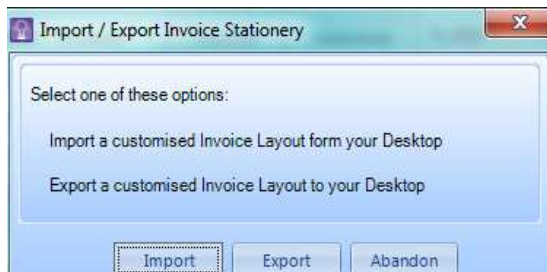 Import / Export Invoice Stationery
Select one of these options:
Import a customised Invoice Layout form your Desktop
Export a customised Invoice Layout to your Desktop
Import Export Abandon